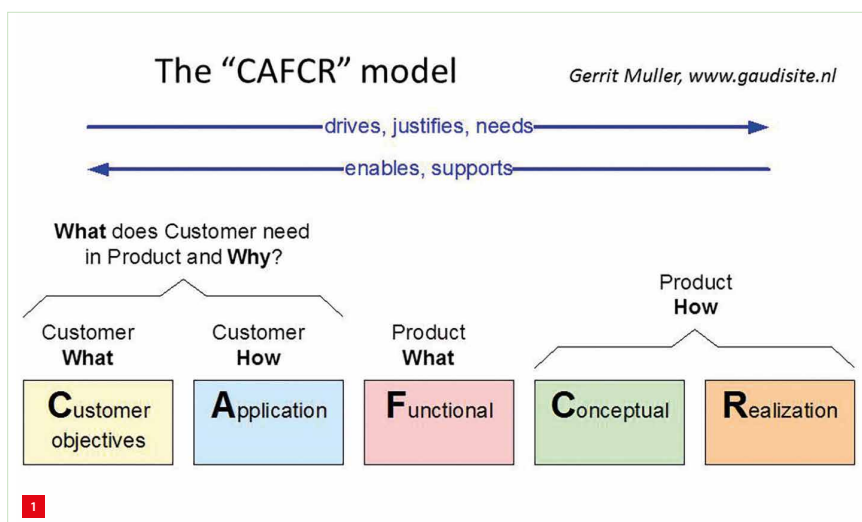 The “CAFCR” model
Gerrit Muller, www.gaudisite.nl
drives, justifies, needs
enables, supports
What does Customer need
in Product and Why?
Customer
What
Customer
How
Product
What
Product
How
Customer
objectives
Application
Functional
Conceptual
Realization
1